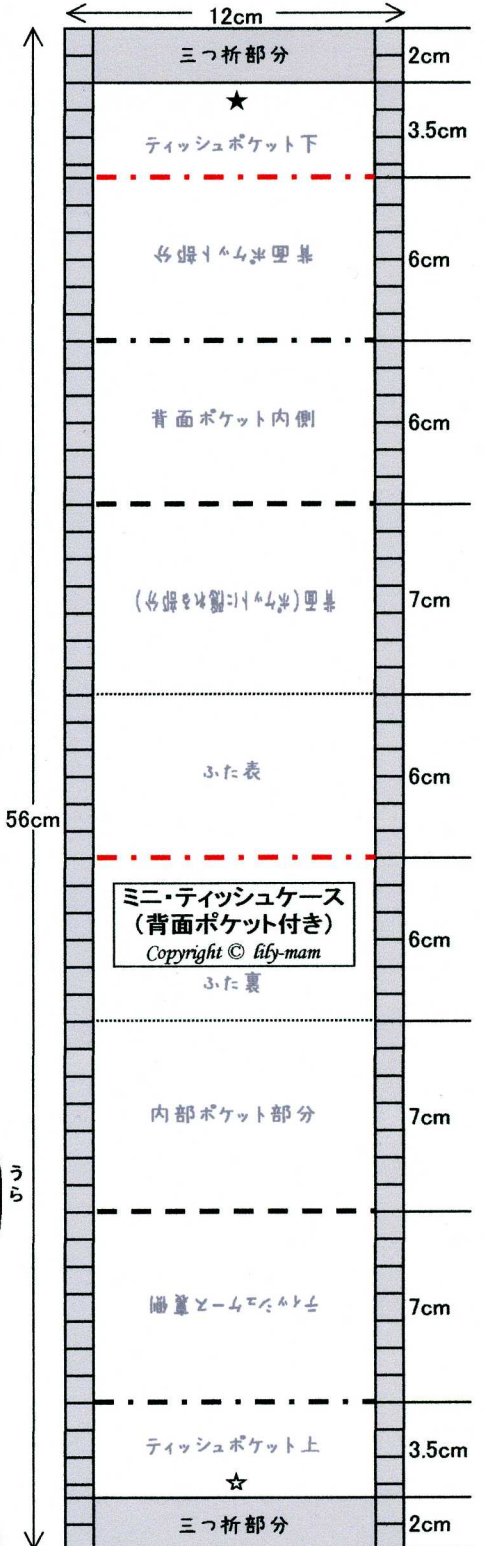 12cm
三つ折部分
2cm
★
ティッシュポケット下
3.5cm
背面ポケット部分
6cm
背面ポケット内側
6cm
背面(ポケットに隠れる部分)
7cm
ふた表
6cm
56cm
ミニ・ティッシュケース
(背面ポケット付き)
Copyright © lily-mam
6cm
ふた裏
内部ポケット部分
7cm
うら
ティッシュケース裏側
7cm
ティッシュポケット上
3.5cm
☆
三つ折部分
2cm